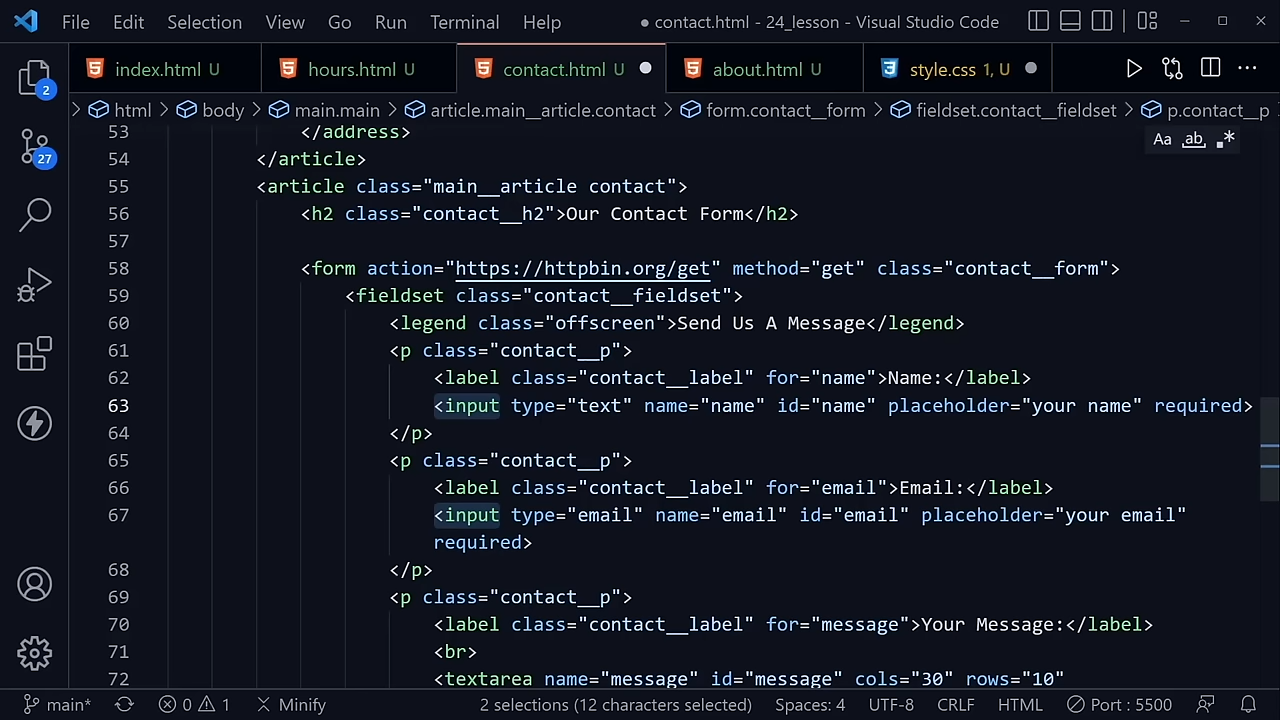 File Edit Selection View Go Run Terminal Help ● contact.html - 24_lesson - Visual Studio Code
index.html U hours.html U contact.html U about.html U style.css 1, U
html > body > main.main > article.main__article.contact > form.contact__form > fieldset.contact__fieldset > p.contact__p
Aa ab .*
2
27
53 </address>
54 </article>
55 <article class="main__article contact">
56 <h2 class="contact__h2">Our Contact Form</h2>
57
58 <form action="https://httpbin.org/get" method="get" class="contact__form">
59 <fieldset class="contact__fieldset">
60 <legend class="offscreen">Send Us A Message</legend>
61 <p class="contact__p">
62 <label class="contact__label" for="name">Name:</label>
63 <input type="text" name="name" id="name" placeholder="your name" required>
64 </p>
65 <p class="contact__p">
66 <label class="contact__label" for="email">Email:</label>
67 <input type="email" name="email" id="email" placeholder="your email"
required>
68 </p>
69 <p class="contact__p">
70 <label class="contact__label" for="message">Your Message:</label>
71 <br>
72 <textarea name="message" id="message" cols="30" rows="10"
main* 0 1 Minify 2 selections (12 characters selected) Spaces: 4 UTF-8 CRLF HTML Port : 5500